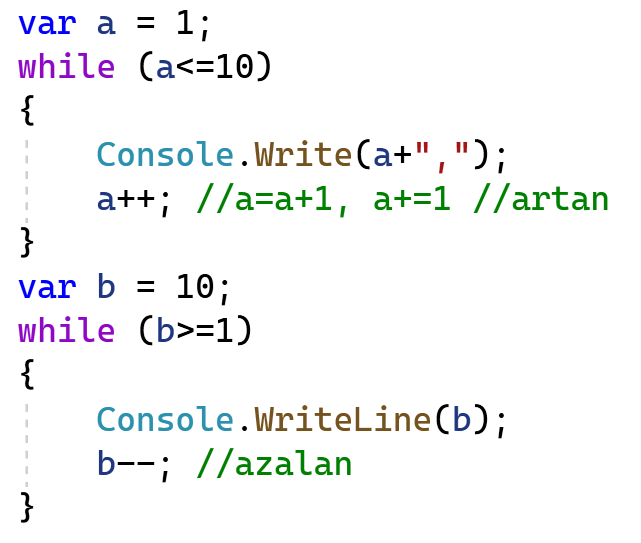 var a = 1;
while (a<=10)
{
    Console.Write(a+",");
    a++; //a=a+1, a+=1 //artan
}
var b = 10;
while (b>=1)
{
    Console.WriteLine(b);
    b--; //azalan
}